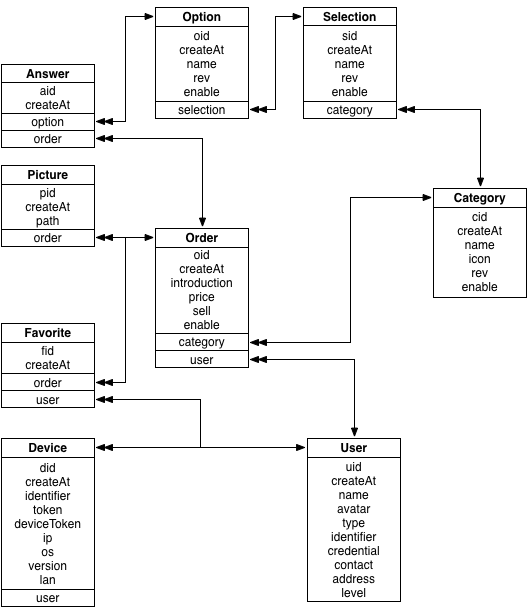 Option
oid
createAt
name
rev
enable
selection
Selection
sid
createAt
name
rev
enable
category
Answer
aid
createAt
option
order
Picture
pid
createAt
path
order
Category
cid
createAt
name
icon
rev
enable
Order
oid
createAt
introduction
price
sell
enable
category
user
Favorite
fid
createAt
order
user
Device
did
createAt
identifier
token
deviceToken
ip
os
version
lan
user
User
uid
createAt
name
avatar
type
identifier
credential
contact
address
level